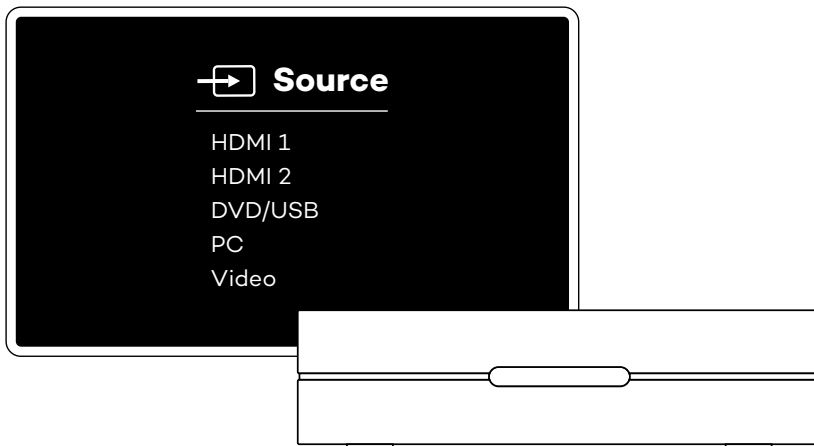 Source
HDMI 1
HDMI 2
DVD/USB
PC
Video